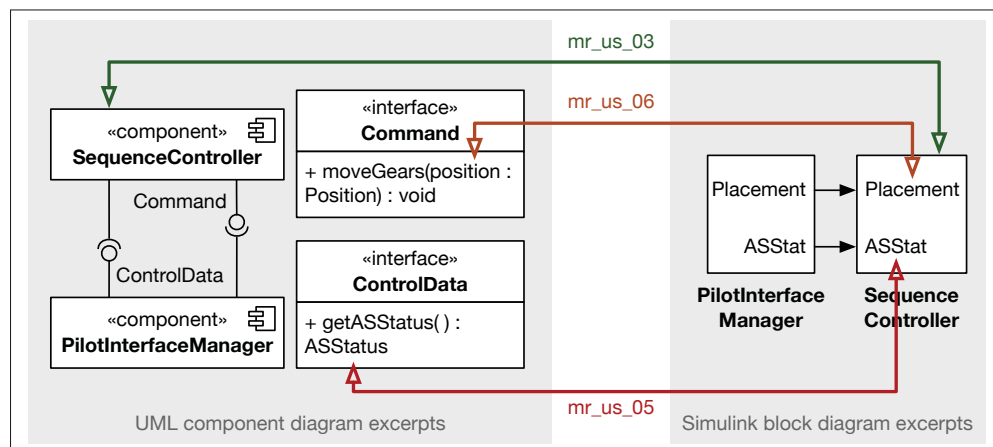 mr_us_03
«component»
SequenceController
Command
ControlData
«component»
PilotInterfaceManager
«interface»
Command
+ moveGears(position :
Position) : void
«interface»
ControlData
+ getASStatus( ) :
ASStatus
mr_us_06
mr_us_05
Placement
ASStat
PilotInterface
Manager
Placement
ASStat
Sequence
Controller
UML component diagram excerpts
Simulink block diagram excerpts